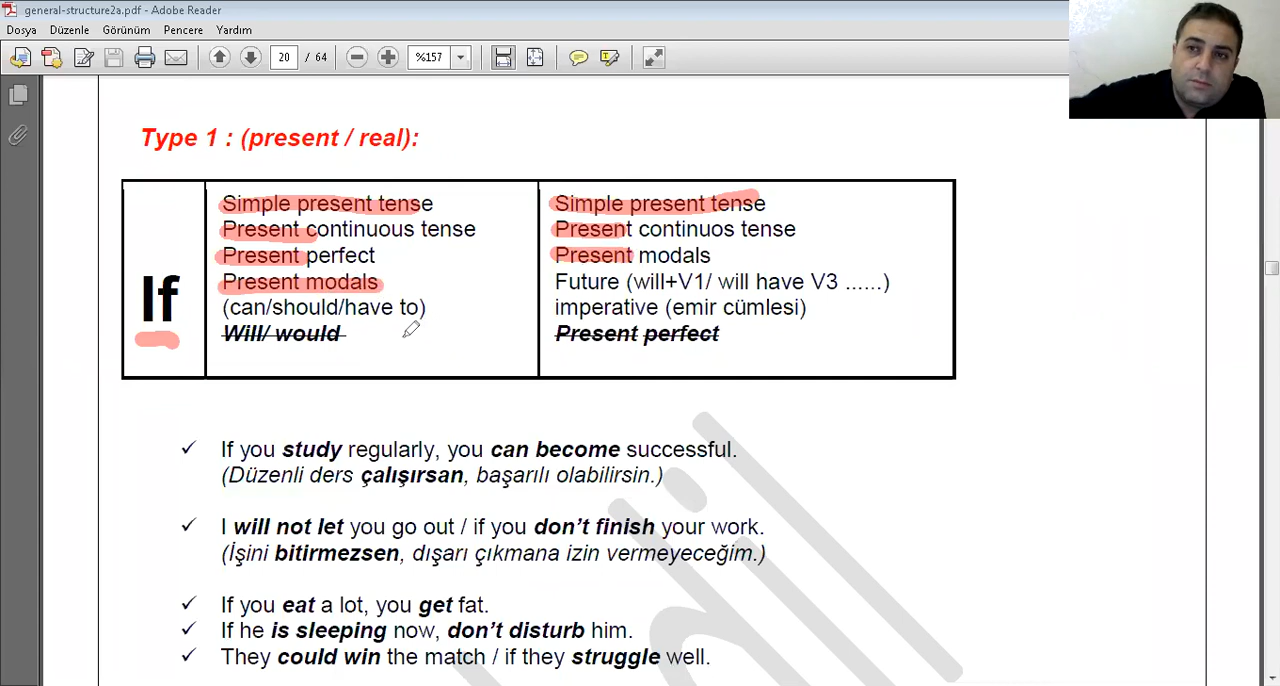 general-structure2a.pdf - Adobe Reader
Dosya Düzenle Görünüm Pencere Yardım
20 / 64 %157
Type 1 : (present / real):
If
Simple present tense
Present continuous tense
Present perfect
Present modals
(can/should/have to)
Will/ would
Simple present tense
Present continuos tense
Present modals
Future (will+V1/ will have V3 ......)
imperative (emir cümlesi)
Present perfect
✓ If you study regularly, you can become successful.
(Düzenli ders çalışırsan, başarılı olabilirsin.)
✓ I will not let you go out / if you don't finish your work.
(İşini bitirmezsen, dışarı çıkmana izin vermeyeceğim.)
✓ If you eat a lot, you get fat.
✓ If he is sleeping now, don't disturb him.
✓ They could win the match / if they struggle well.